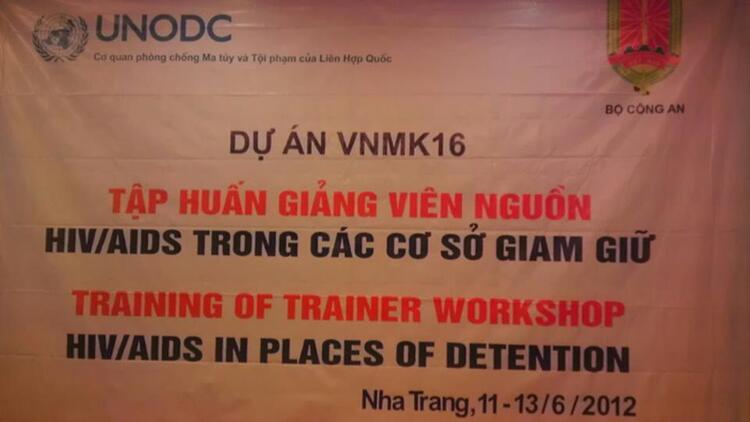 UNODC
Cơ quan phòng chống Ma túy và Tội phạm của Liên Hợp Quốc
BỘ CÔNG AN
DỰ ÁN VNMK16
TẬP HUẤN GIẢNG VIÊN NGUỒN
HIV/AIDS TRONG CÁC CƠ SỞ GIAM GIỮ
TRAINING OF TRAINER WORKSHOP
HIV/AIDS IN PLACES OF DETENTION
Nha Trang, 11 - 13/6/2012